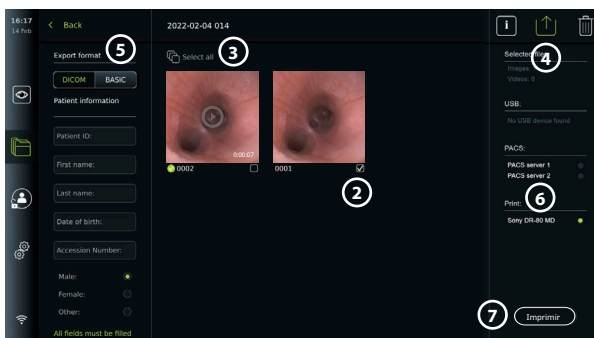 16:17
14 Feb
Back
2022-02-04 014
i
Export format
5
DICOM
BASIC
Patient information
Patient ID:
First name:
Last name:
Date of birth:
Accession Number:
Male:
Female:
Other:
All fields must be filled
Select all
3
0:00:07
0002
0001
2
4
Selected files:
Images:
Videos: 0
USB:
No USB device found
PACS:
PACS server 1
PACS server 2
Print:
6
Sony DR-80 MD
7
Imprimir